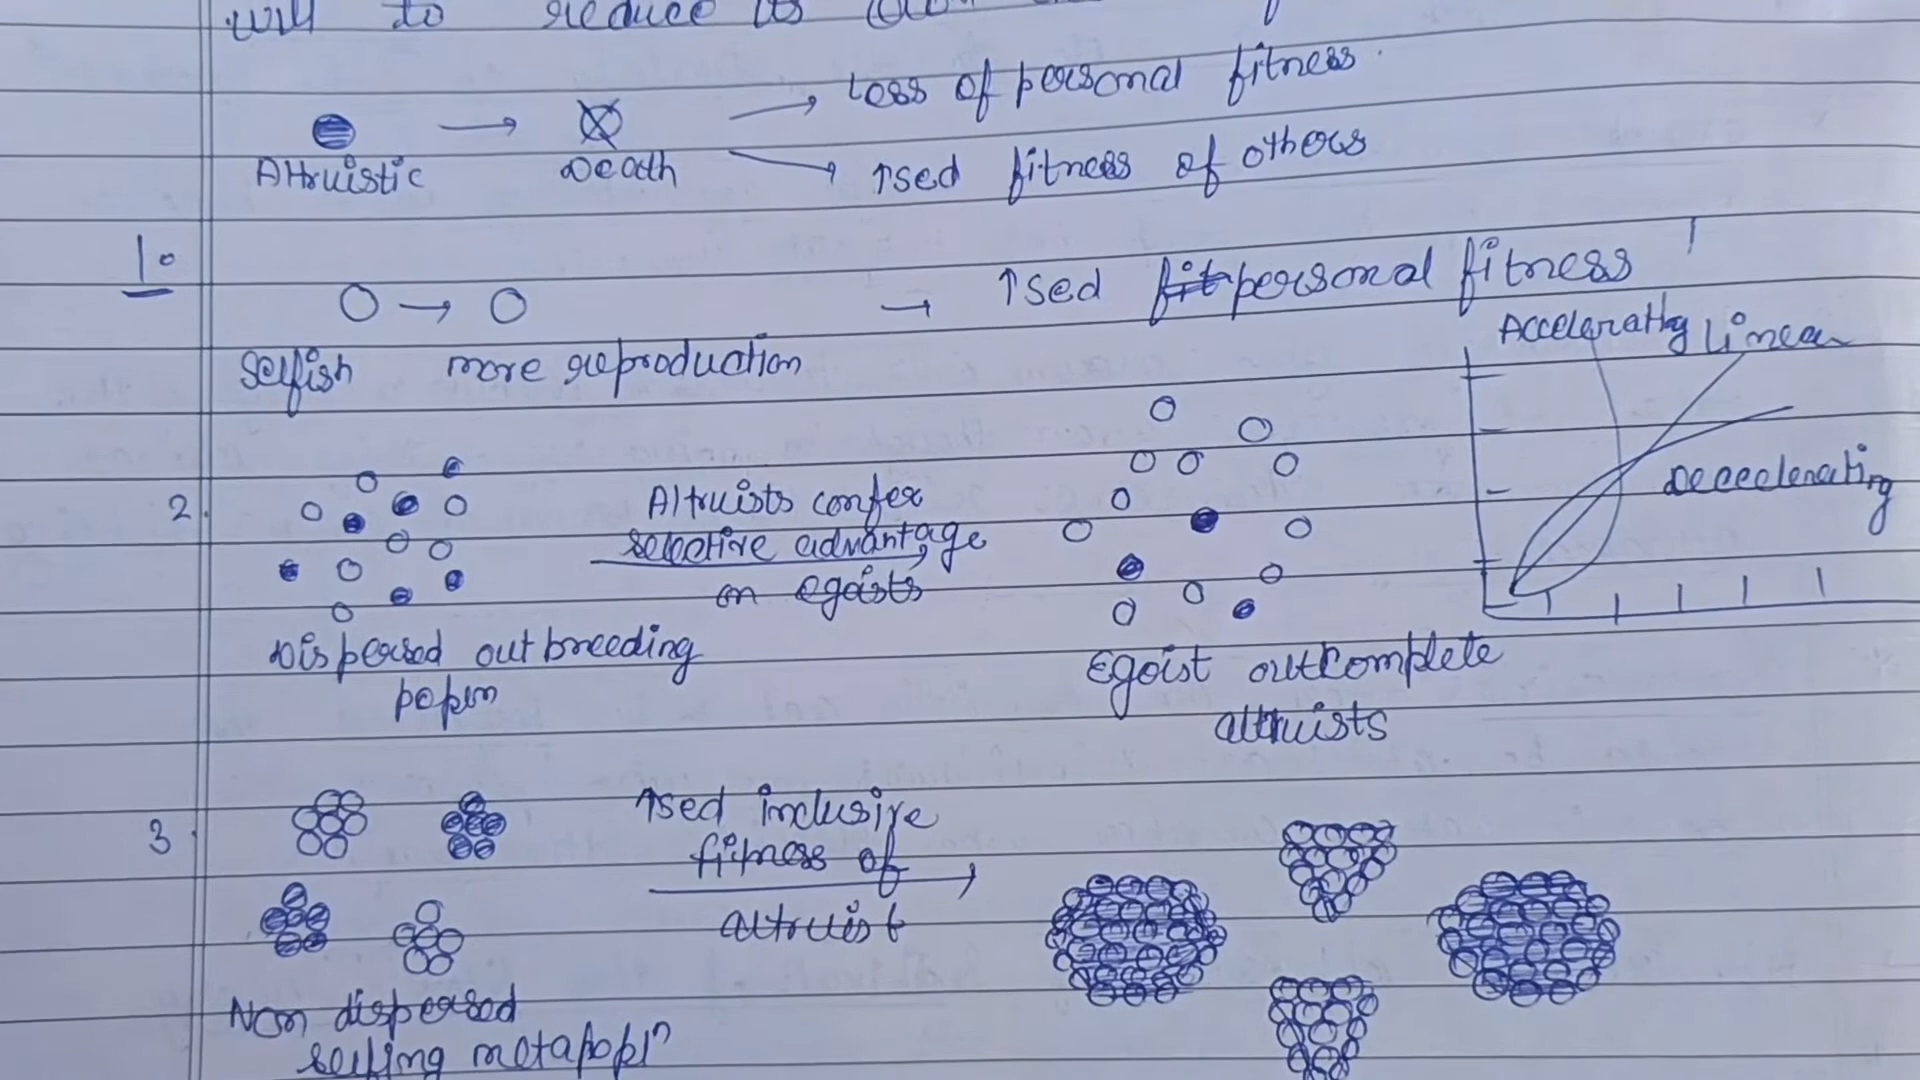 will to reduce its own
→ Loss of personal fitness.
Altruistic → Death → ↑sed fitness of others
1.
→ ↑sed personal fitness
Selfish more reproduction
Accelerating Linear
Decelerating
2.
Altruists confer
selective advantage
on egoists
Dispersed outbreeding
popln
Egoist outcomplete
altruists
3.
↑sed inclusive
fitness of
altruist
Non dispersed
selfing metapopln